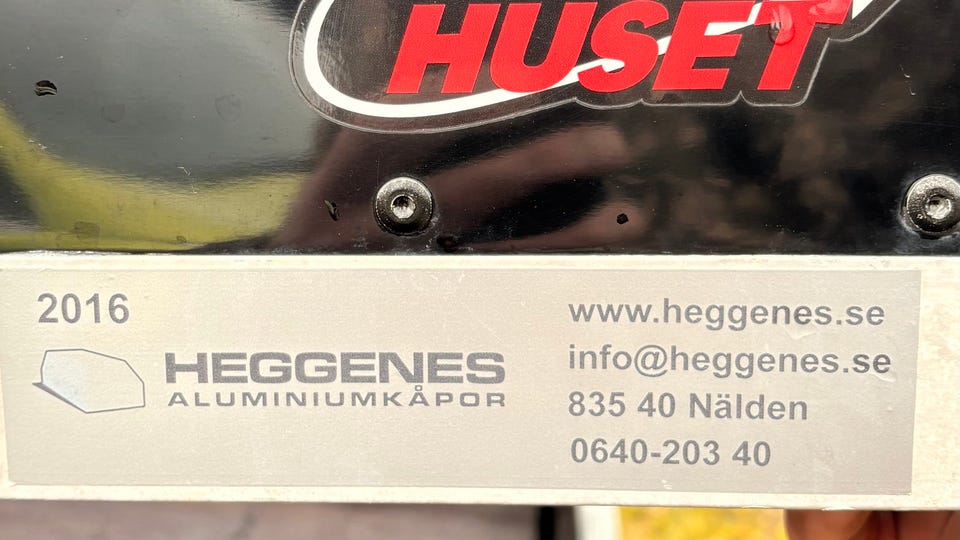 HUSET
2016
HEGGENES
ALUMINIUMKÅPOR
www.heggenes.se
info@heggenes.se
835 40 Nälden
0640-203 40